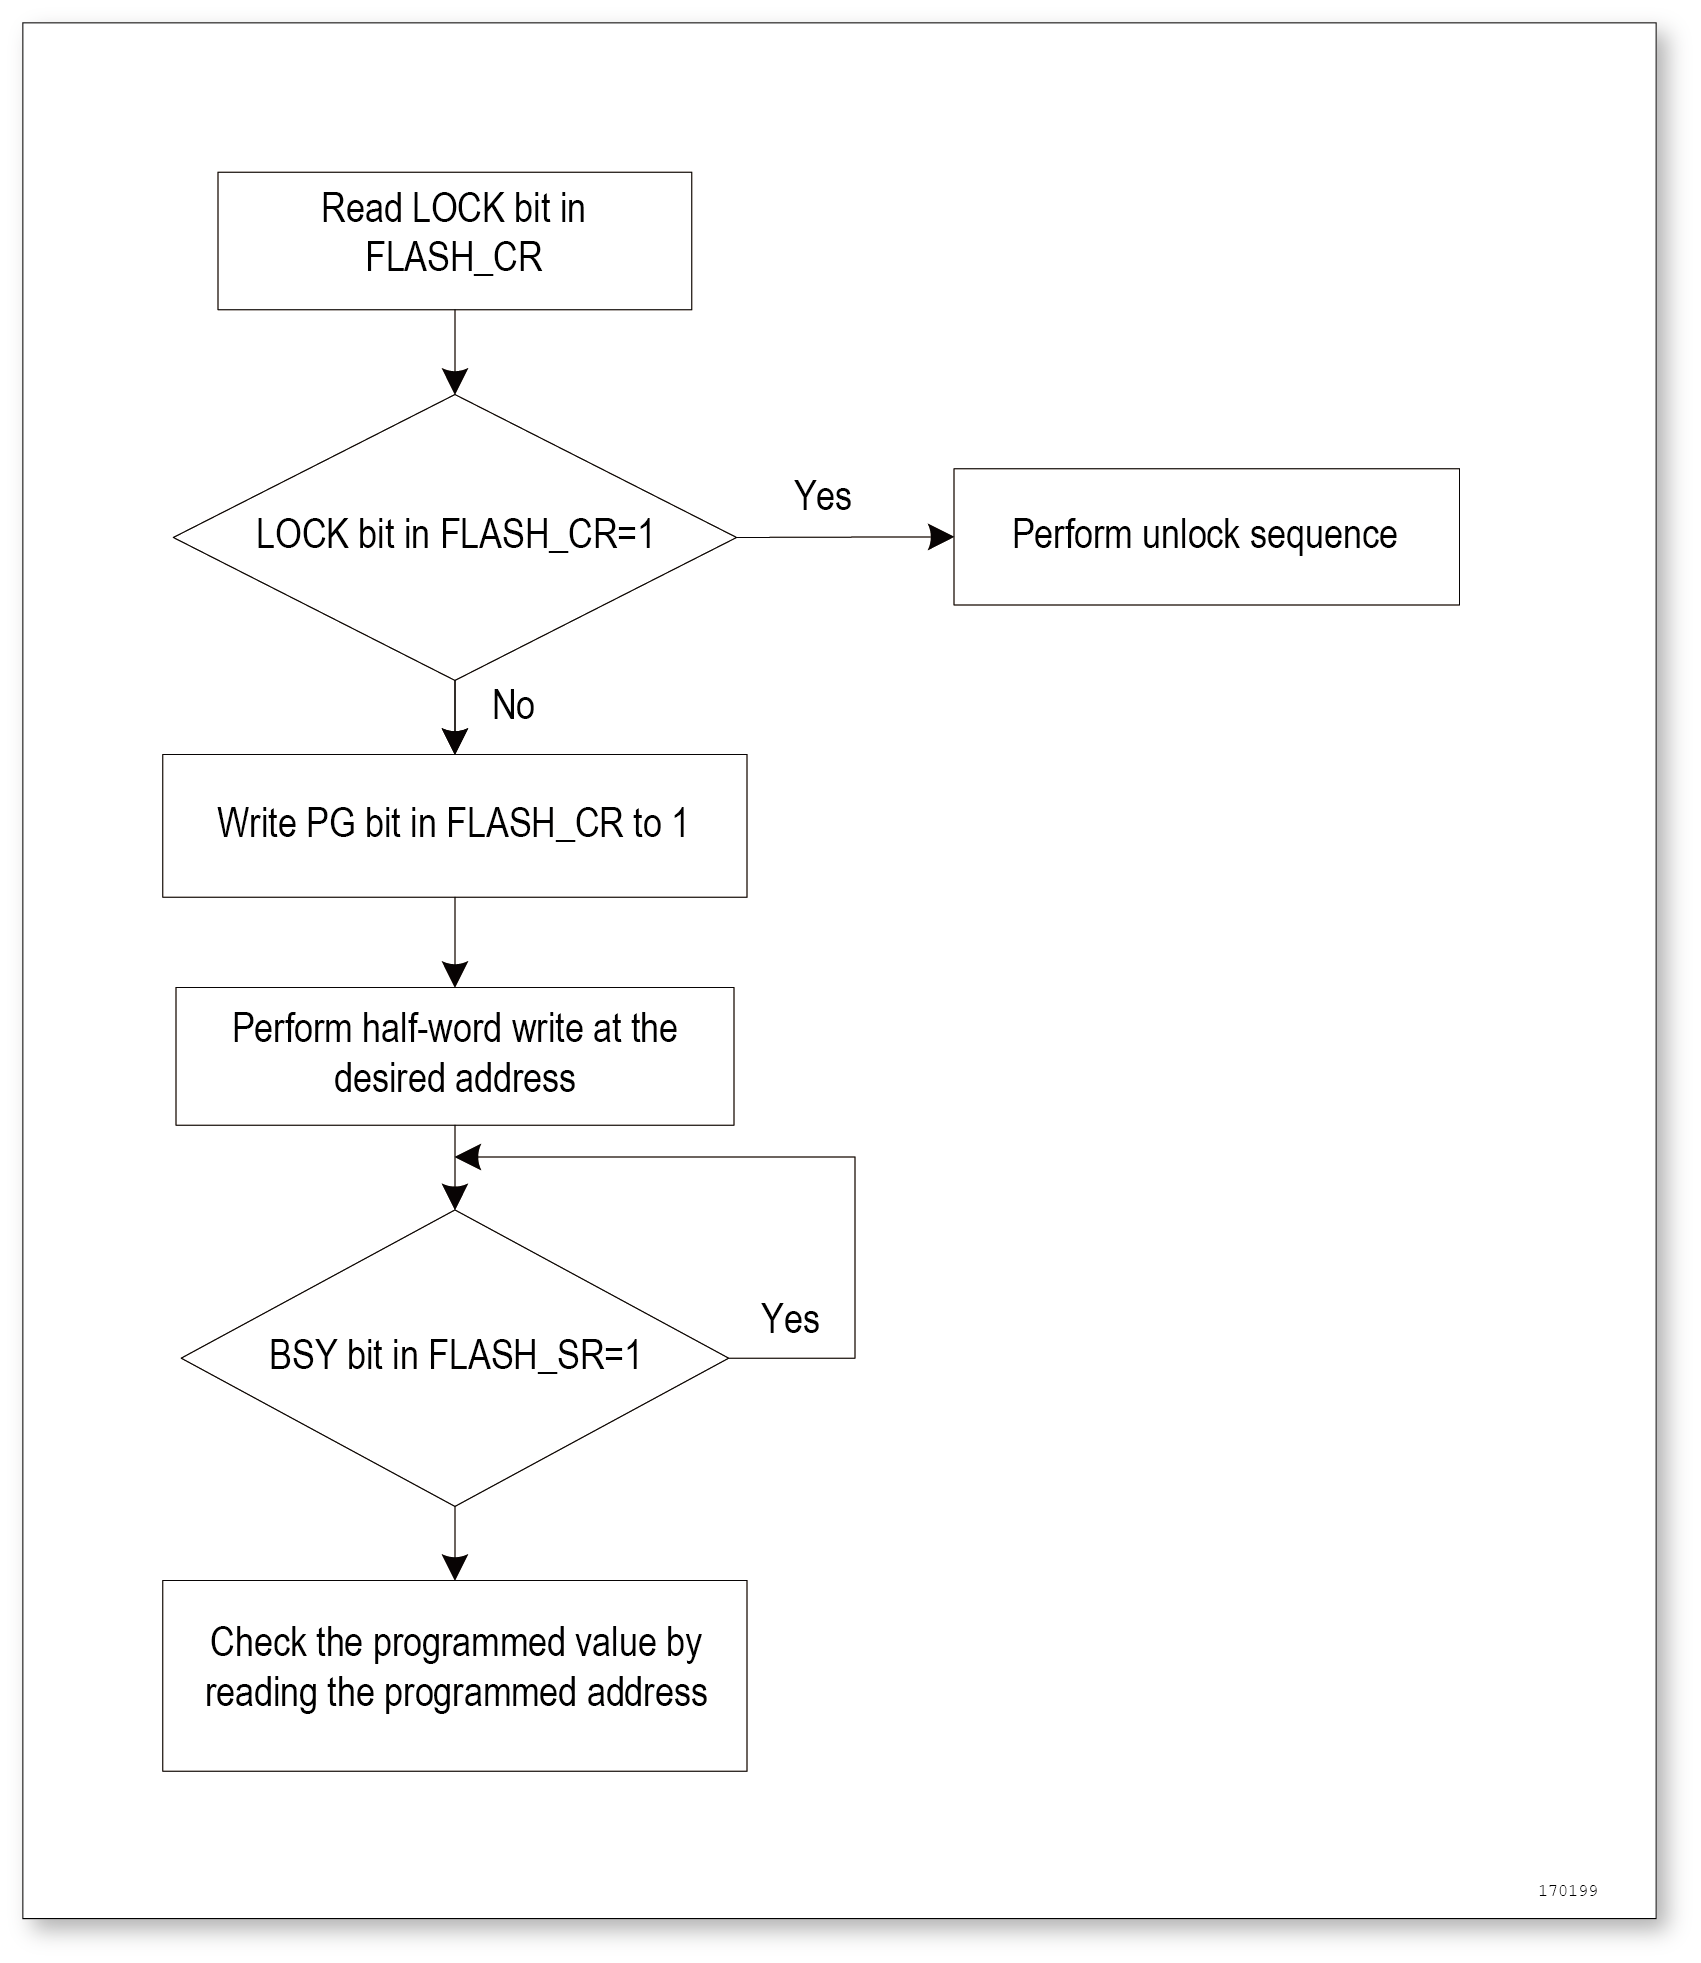 Read LOCK bit in
FLASH_CR
LOCK bit in FLASH_CR=1
Yes
Perform unlock sequence
No
Write PG bit in FLASH_CR to 1
Perform half-word write at the
desired address
Yes
BSY bit in FLASH_SR=1
Check the programmed value by
reading the programmed address
170199